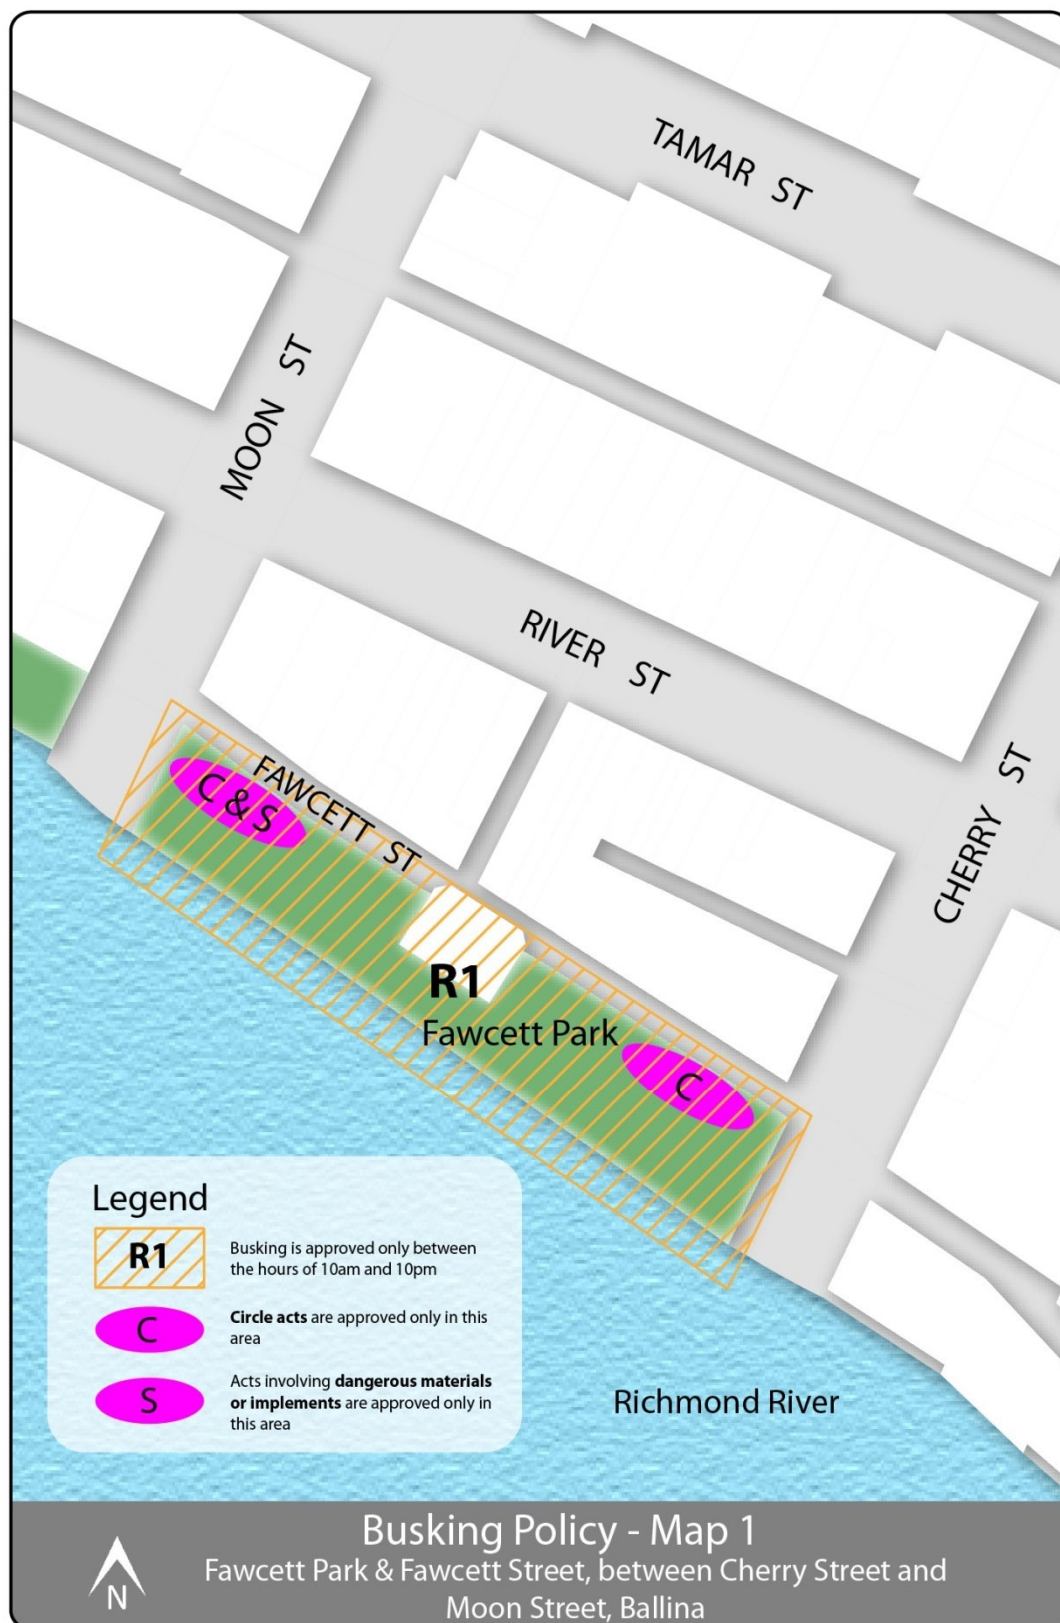 TAMAR ST
MOON ST
RIVER ST
CHERRY ST
FAWCETT ST
C & S
R1
Fawcett Park
C
Legend
R1
Busking is approved only between
the hours of 10am and 10pm
C
Circle acts are approved only in this
area
S
Acts involving dangerous materials
or implements are approved only in
this area
Richmond River
Busking Policy - Map 1
Fawcett Park & Fawcett Street, between Cherry Street and
Moon Street, Ballina
N